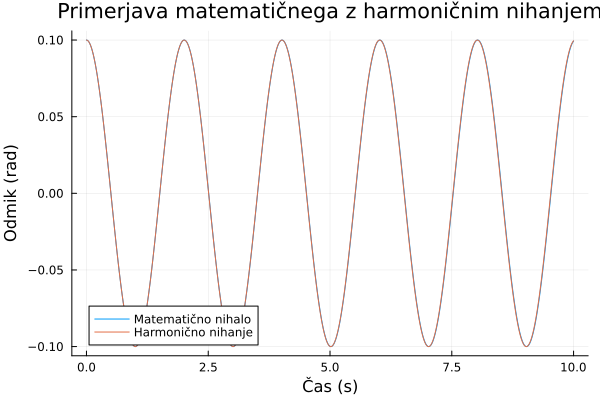 Primerjava matematičnega z harmoničnim nihanjem
0.10
0.05
0.00
−0.05
−0.10
Odmik (rad)
Matematično nihalo
Harmonično nihanje
0.0
2.5
5.0
7.5
10.0
Čas (s)